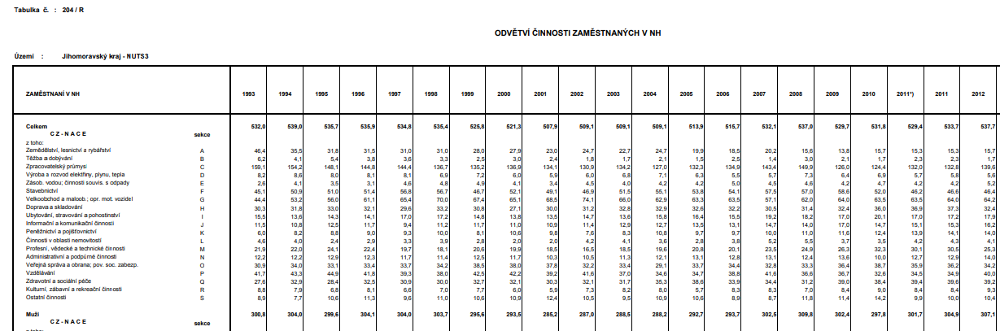 Tabulka č. : 204 / R
ODVĚTVÍ ČINNOSTI ZAMĚSTNANÝCH V NH
Území : Jihomoravský kraj - NUTS3
ZAMĚSTNANÍ V NH 1993 1994 1995 1996 1997 1998 1999 2000 2001 2002 2003 2004 2005 2006 2007 2008 2009 2010 2011*) 2011 2012
Celkem 532,0 539,0 535,7 535,9 534,8 535,4 525,8 521,3 507,9 509,1 509,1 509,1 513,9 515,7 532,1 537,0 529,7 531,8 529,4 533,7 537,7
CZ-NACE sekce
z toho:
Zemědělství, lesnictví a rybářství A 46,4 35,5 31,8 31,5 31,0 31,0 28,0 27,9 23,0 24,7 22,7 24,7 19,9 18,5 20,2 15,6 13,8 15,7 15,3 15,3 15,7
Těžba a dobývání B 6,2 4,1 5,4 3,8 3,6 3,3 2,5 3,0 2,4 1,8 2,0 1,2 0,7 1,5 2,5 1,4 3,0 2,1 1,7 2,3 2,3 1,7
Zpracovatelský průmysl C 159,1 154,2 148,1 144,8 144,4 136,7 135,2 136,9 134,1 130,9 134,2 127,0 132,3 134,9 143,4 149,9 126,0 124,4 132,0 132,8 139,6
Výroba a rozvod elektřiny, plynu, tepla D 8,2 8,6 8,0 8,1 8,1 6,9 7,2 6,0 5,9 6,0 6,8 7,1 6,3 5,5 5,7 7,3 6,4 6,9 5,7 5,8 5,6
Zásob. vodou; činnosti souvis. s odpady E 2,6 4,1 3,5 3,1 4,6 4,8 4,9 4,1 3,4 4,5 4,0 4,2 4,2 5,0 4,5 4,6 4,2 4,7 4,2 4,2 5,2
Stavebnictví F 45,1 50,9 51,0 51,4 56,8 56,7 46,7 52,1 49,1 46,9 51,5 55,1 53,8 54,1 57,5 57,0 58,6 52,0 46,2 46,6 46,4
Velkoobchod a maloob.; opr. mot. vozidel G 44,4 53,2 56,0 61,1 65,4 70,0 67,4 65,1 68,5 74,1 66,0 62,9 63,3 63,5 57,1 62,0 64,0 63,5 63,5 64,0 64,2
Doprava a skladování H 30,3 31,8 33,0 32,1 29,6 33,2 30,8 27,1 30,0 31,2 32,8 32,9 32,6 32,2 30,5 31,4 32,4 36,0 36,9 37,3 32,4
Ubytování, stravování a pohostinství I 15,5 13,6 14,3 14,1 17,0 17,2 14,8 13,8 13,5 14,7 13,6 15,8 16,4 15,5 19,2 18,2 17,0 20,1 17,0 17,2 17,9
Informační a komunikační činnosti J 11,5 10,8 12,5 11,7 9,4 11,2 11,7 11,0 10,9 11,4 12,9 12,7 13,5 13,1 10,9 14,7 14,0 14,7 15,1 15,3 16,2
Peněžnictví a pojišťovnictví K 6,0 8,2 8,8 9,0 9,3 10,0 8,1 10,6 9,8 7,6 8,3 10,8 9,7 9,7 10,0 11,0 11,6 12,4 13,9 14,1 10,0
Činnosti v oblasti nemovitostí L 4,6 4,0 2,4 2,9 3,3 3,9 2,8 2,0 2,0 4,2 4,1 3,6 2,8 3,8 5,2 5,5 3,7 3,5 4,2 4,3 4,1
Profesní, vědecké a technické činnosti M 21,9 22,0 24,1 22,4 19,7 18,1 20,6 19,9 18,5 16,5 18,5 19,6 20,8 20,1 23,5 24,9 26,3 32,3 30,1 30,5 25,3
Administrativní a podpůrné činnosti N 12,2 12,2 12,9 12,3 11,7 11,4 12,5 11,7 10,3 10,5 11,3 12,1 13,1 12,8 13,1 12,4 13,6 10,0 12,7 12,9 14,0
Veřejná správa a obrana; pov. soc. zabezp. O 30,9 34,0 33,1 33,4 33,7 34,2 38,5 38,0 37,8 32,2 33,4 29,1 33,7 34,4 32,8 33,3 36,4 38,7 35,9 36,2 34,2
Vzdělávání P 41,7 43,3 44,9 41,8 39,3 38,0 42,5 42,2 39,2 41,6 37,0 34,6 34,7 38,8 41,6 40,6 35,2 32,6 34,5 34,9 40,0
Zdravotní a sociální péče Q 27,6 32,9 28,4 32,5 30,9 30,0 32,7 32,1 30,3 32,1 31,7 35,3 38,6 33,9 34,4 31,2 39,0 38,4 39,4 39,6 39,2
Kulturní, zábavní a rekreační činnosti R 8,8 7,9 6,8 8,1 6,6 7,0 7,7 6,0 5,9 7,3 8,2 8,0 5,7 8,3 8,3 7,0 8,4 9,0 8,4 8,4 9,3
Ostatní činnosti S 8,9 7,7 10,6 11,3 9,6 11,0 10,6 10,9 12,4 10,5 9,5 10,9 10,6 8,9 8,7 11,8 11,4 14,2 9,9 10,0 10,4
Muži 300,8 304,0 299,6 304,1 304,0 303,7 295,6 293,5 285,2 287,0 288,5 288,2 292,7 293,7 302,5 309,8 302,4 297,8 301,7 304,9 307,1
CZ-NACE sekce